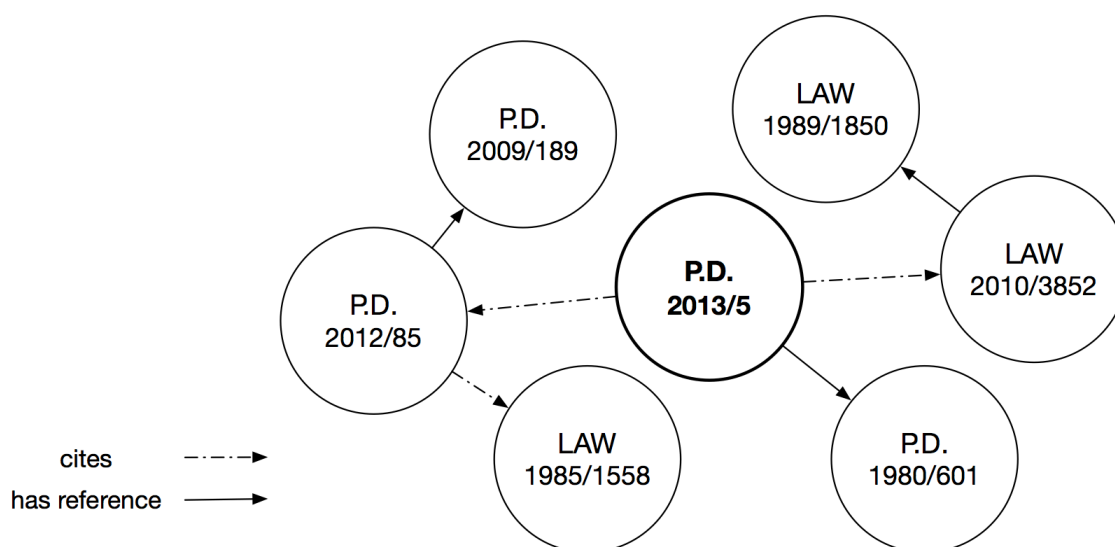 P.D.
2009/189
LAW
1989/1850
P.D.
2013/5
LAW
2010/3852
P.D.
2012/85
LAW
1985/1558
P.D.
1980/601
cites
has reference